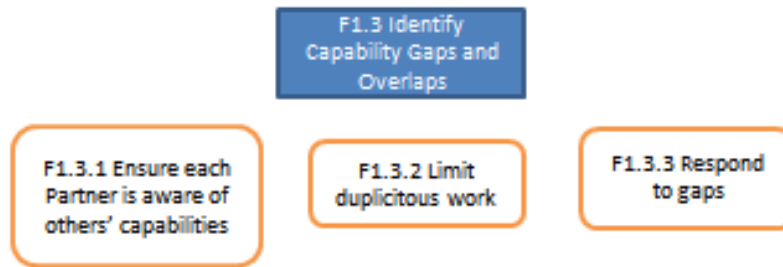 F1.3 Identify
Capability Gaps and
Overlaps
F1.3.1 Ensure each
Partner is aware of
others’ capabilities
F1.3.2 Limit
duplicitous work
F1.3.3 Respond
to gaps